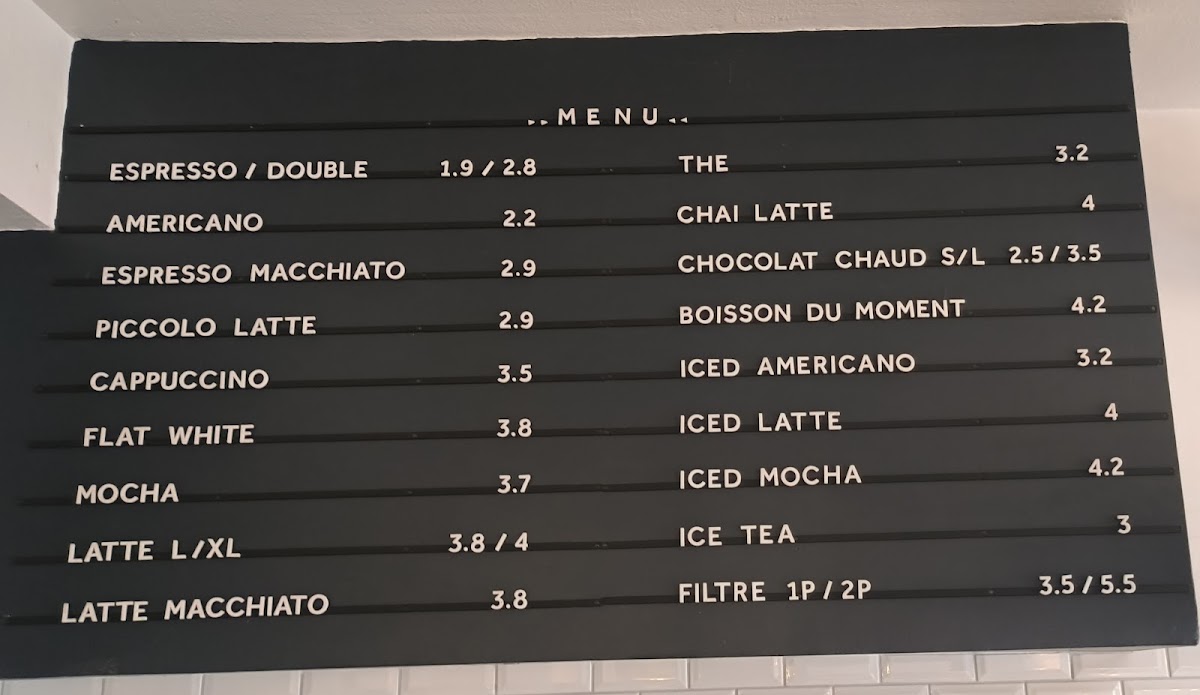 ▸▸MENU◂◂
ESPRESSO / DOUBLE 1.9 / 2.8
AMERICANO 2.2
ESPRESSO MACCHIATO 2.9
PICCOLO LATTE 2.9
CAPPUCCINO 3.5
FLAT WHITE 3.8
MOCHA 3.7
LATTE L/XL 3.8 / 4
LATTE MACCHIATO 3.8
THE 3.2
CHAI LATTE 4
CHOCOLAT CHAUD S/L 2.5 / 3.5
BOISSON DU MOMENT 4.2
ICED AMERICANO 3.2
ICED LATTE 4
ICED MOCHA 4.2
ICE TEA 3
FILTRE 1P / 2P 3.5 / 5.5